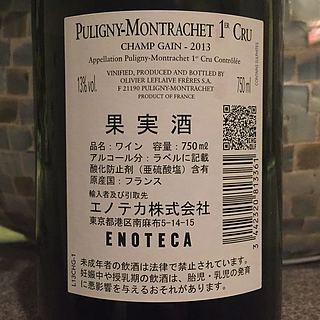 PULIGNY-MONTRACHET 1ER CRU
CHAMP GAIN - 2013
Appellation Puligny-Montrachet 1er Cru Contrôlée
13% vol.
VINIFIED, PRODUCED AND BOTTLED BY
OLIVIER LEFLAIVE FRÈRES S.A.
F 21190 PULIGNY-MONTRACHET
PRODUCT OF FRANCE
750 ml
CONTAINS SULPHITES
果実酒
品名：ワイン 容量：750mℓ
アルコール分：ラベルに記載
酸化防止剤（亜硫酸塩）含有
原産国：フランス
輸入者及び引取先
エノテカ株式会社
東京都港区南麻布5-14-15
ENOTECA
3 442320 813361
未成年者の飲酒は法律で禁止されています。
妊娠中や授乳期の飲酒は、胎児・乳児の発育
に悪影響を与えるおそれがあります。